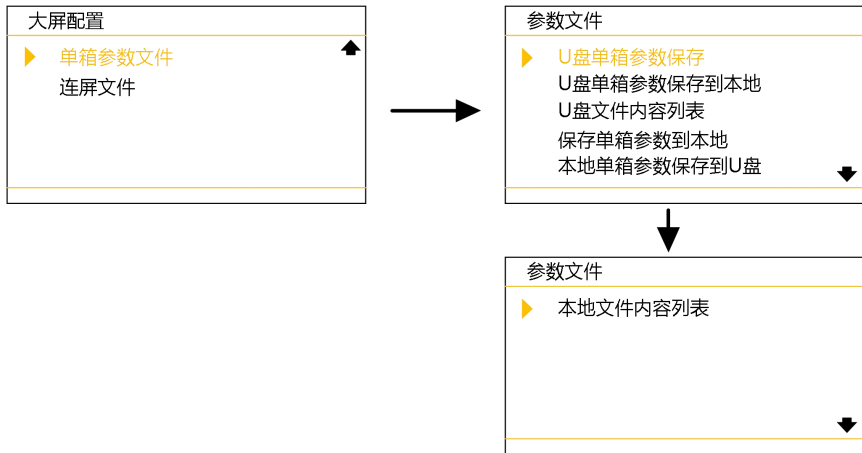 大屏配置
单箱参数文件
连屏文件
参数文件
U盘单箱参数保存
U盘单箱参数保存到本地
U盘文件内容列表
保存单箱参数到本地
本地单箱参数保存到U盘
参数文件
本地文件内容列表